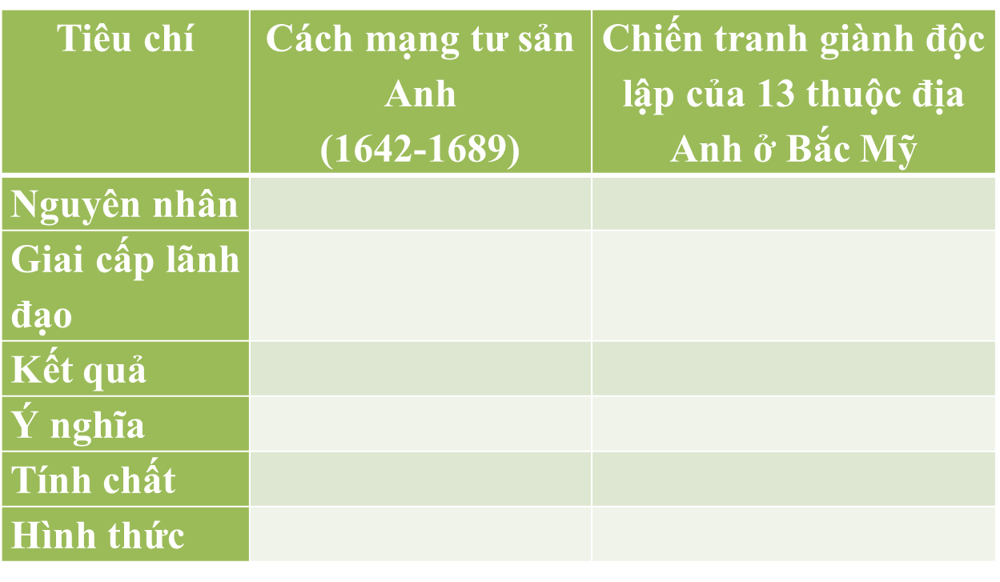 Tiêu chí
Cách mạng tư sản
Anh
(1642-1689)
Chiến tranh giành độc
lập của 13 thuộc địa
Anh ở Bắc Mỹ
Nguyên nhân
Giai cấp lãnh
đạo
Kết quả
Ý nghĩa
Tính chất
Hình thức